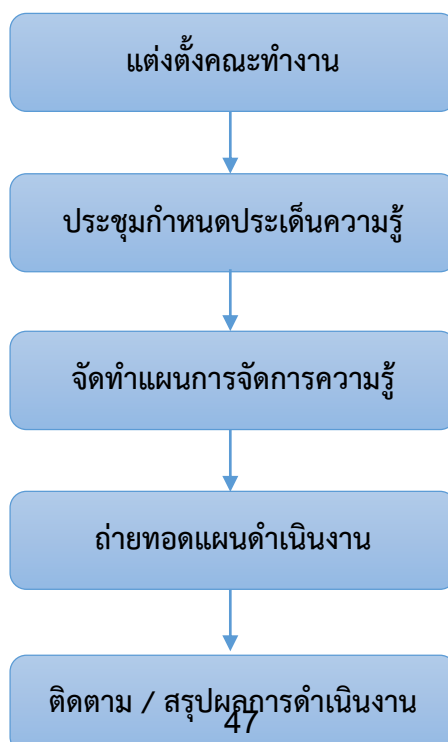 แต่งตั้งคณะทำงาน
ประชุมกำหนดประเด็นความรู้
จัดทำแผนการจัดการความรู้
ถ่ายทอดแผนดำเนินงาน
ติดตาม / สรุปผลการดำเนินงาน
47